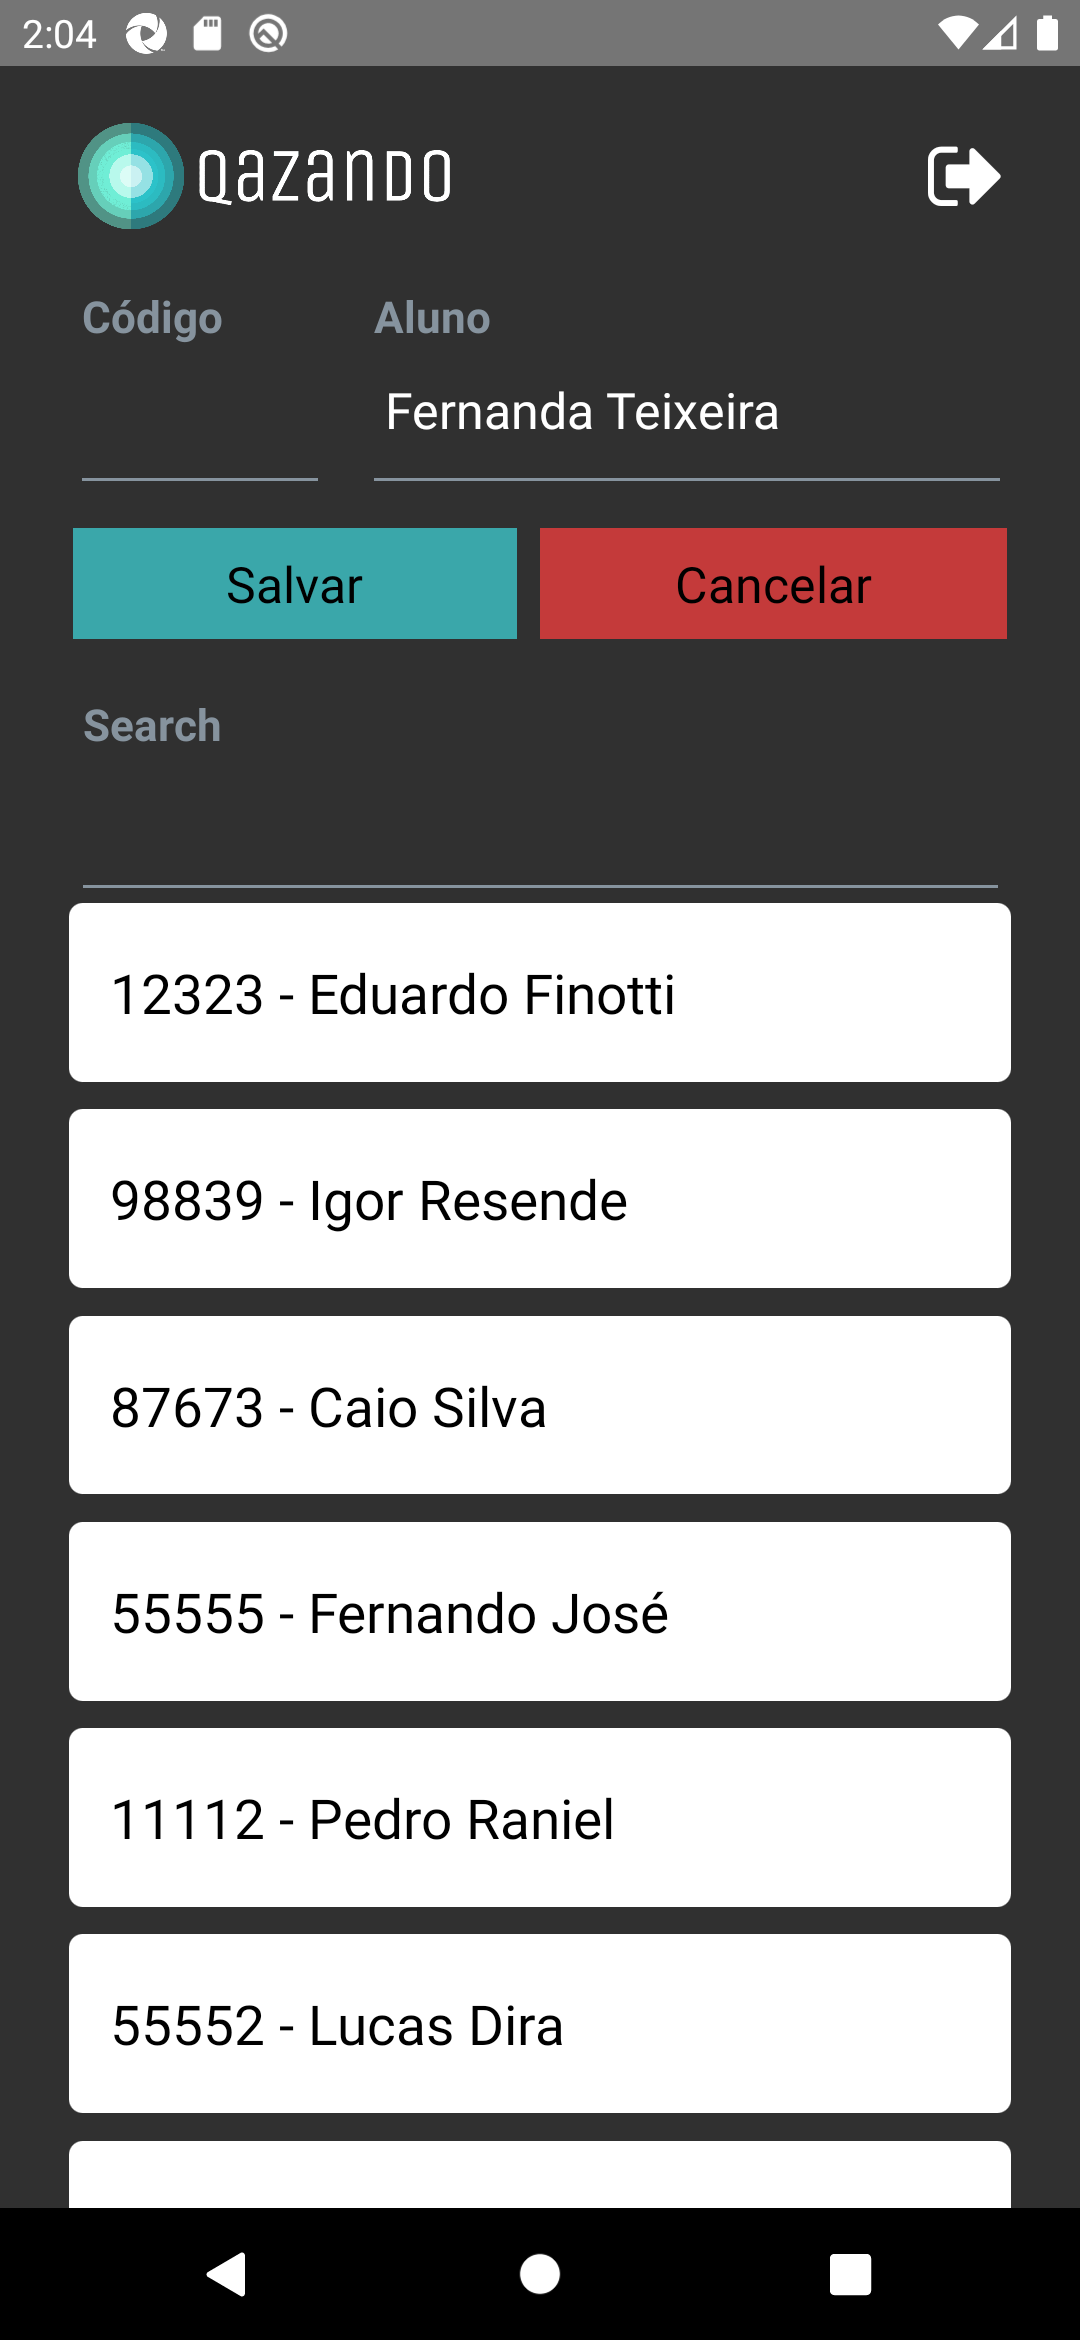 2:04
Qazando
Código
Aluno
Fernanda Teixeira
Salvar
Cancelar
Search
12323 - Eduardo Finotti
98839 - Igor Resende
87673 - Caio Silva
55555 - Fernando José
11112 - Pedro Raniel
55552 - Lucas Dira